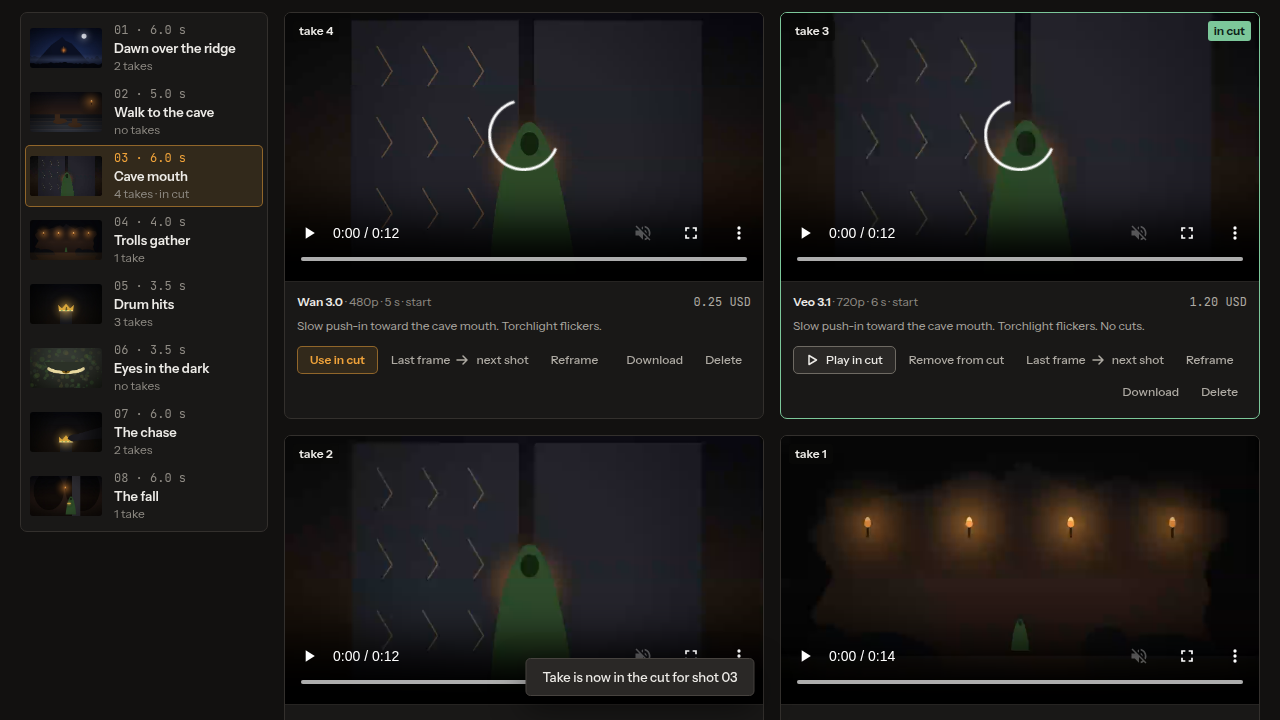 01 · 6.0 s
Dawn over the ridge
2 takes
02 · 5.0 s
Walk to the cave
no takes
03 · 6.0 s
Cave mouth
4 takes · in cut
04 · 4.0 s
Trolls gather
1 take
05 · 3.5 s
Drum hits
3 takes
06 · 3.5 s
Eyes in the dark
no takes
07 · 6.0 s
The chase
2 takes
08 · 6.0 s
The fall
1 take
take 4
0:00 / 0:12
Wan 3.0 · 480p · 5 s · start 0.25 USD
Slow push-in toward the cave mouth. Torchlight flickers.
Use in cut Last frame → next shot Reframe Download Delete
take 3 in cut
0:00 / 0:12
Veo 3.1 · 720p · 6 s · start 1.20 USD
Slow push-in toward the cave mouth. Torchlight flickers. No cuts.
Play in cut Remove from cut Last frame → next shot Reframe
Download Delete
take 2
0:00 / 0:12
take 1
0:00 / 0:14
Take is now in the cut for shot 03